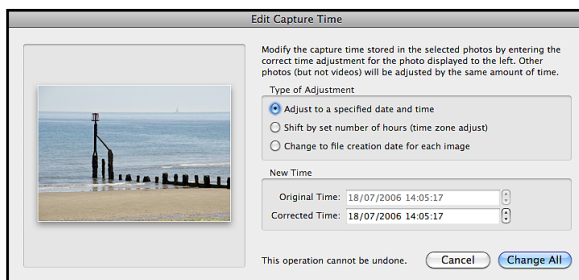 Edit Capture Time
Modify the capture time stored in the selected photos by entering the
correct time adjustment for the photo displayed to the left. Other
photos (but not videos) will be adjusted by the same amount of time.
Type of Adjustment
Adjust to a specified date and time
Shift by set number of hours (time zone adjust)
Change to file creation date for each image
New Time
Original Time: 18/07/2006 14:05:17
Corrected Time: 18/07/2006 14:05:17
This operation cannot be undone. Cancel Change All